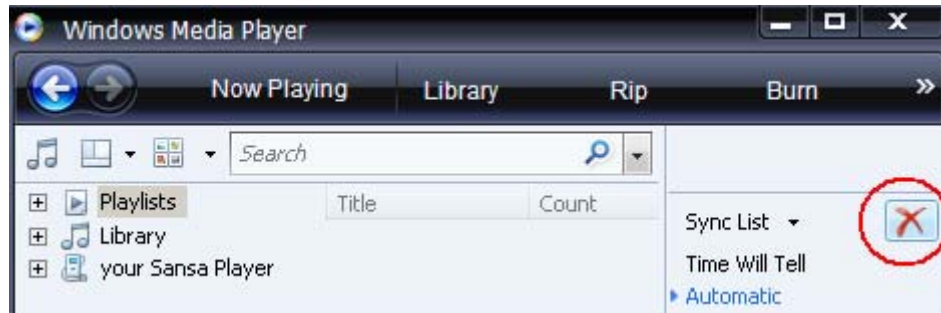 Windows Media Player
Now Playing Library Rip Burn »
Search
Playlists Title Count
Library
your Sansa Player
Sync List
Time Will Tell
Automatic